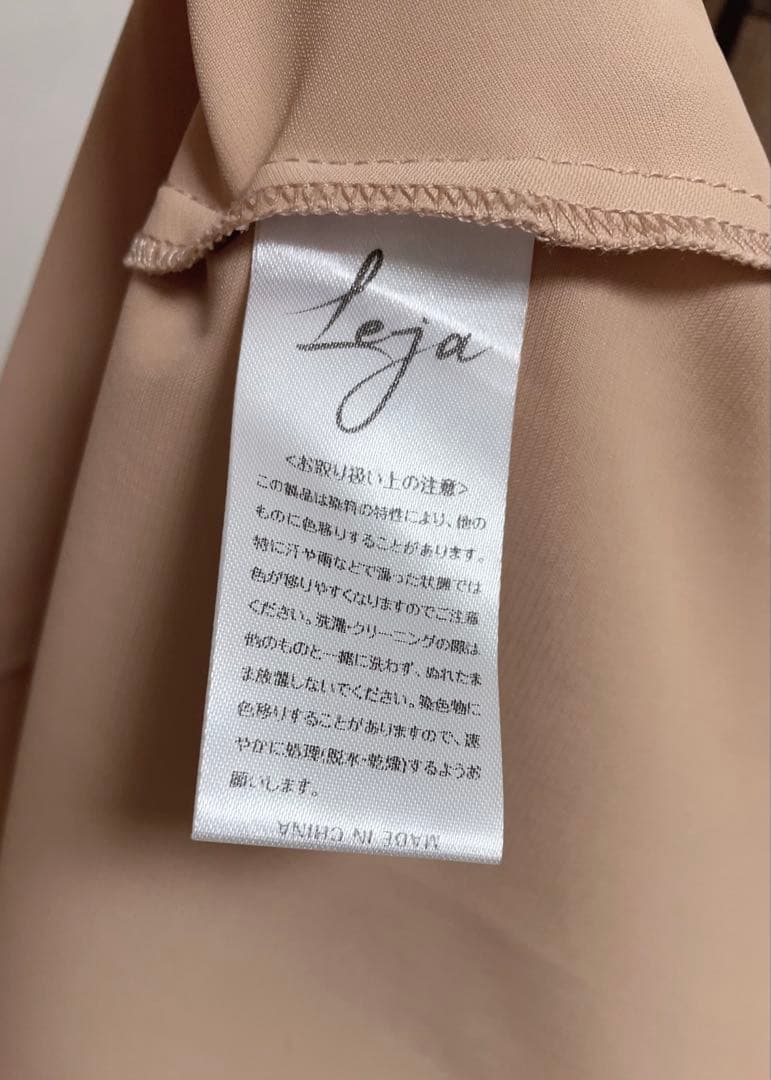 Leja
<お取り扱い上の注意>
この製品は染料の特性により、他の
ものに色移りすることがあります。
特に汗や雨などで湿った状態では
色が移りやすくなりますのでご注意
ください。洗濯・クリーニングの際は
他のものと一緒に洗わず、ぬれたま
ま放置しないでください。染色物に
色移りすることがありますので、速
やかに処理(脱水・乾燥)するようお
願いします。
MADE IN CHINA